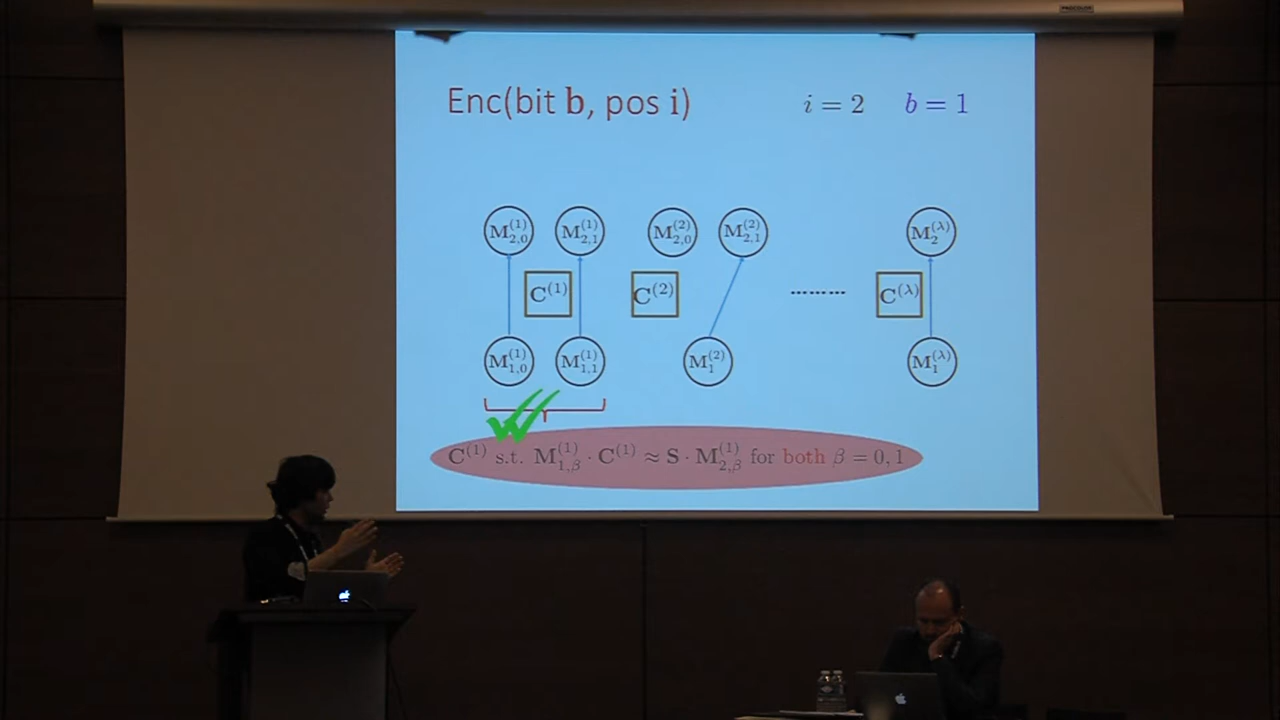 Enc(bit b, pos i) i = 2 b = 1
M_{2,0}^{(1)} M_{2,1}^{(1)} M_{2,0}^{(2)} M_{2,1}^{(2)} M_2^{(λ)}
C^{(1)} C^{(2)} ......... C^{(λ)}
M_{1,0}^{(1)} M_{1,1}^{(1)} M_1^{(2)} M_1^{(λ)}
C^{(1)} s.t. M_{1,β}^{(1)} · C^{(1)} ≈ S · M_{2,β}^{(1)} for both β = 0, 1